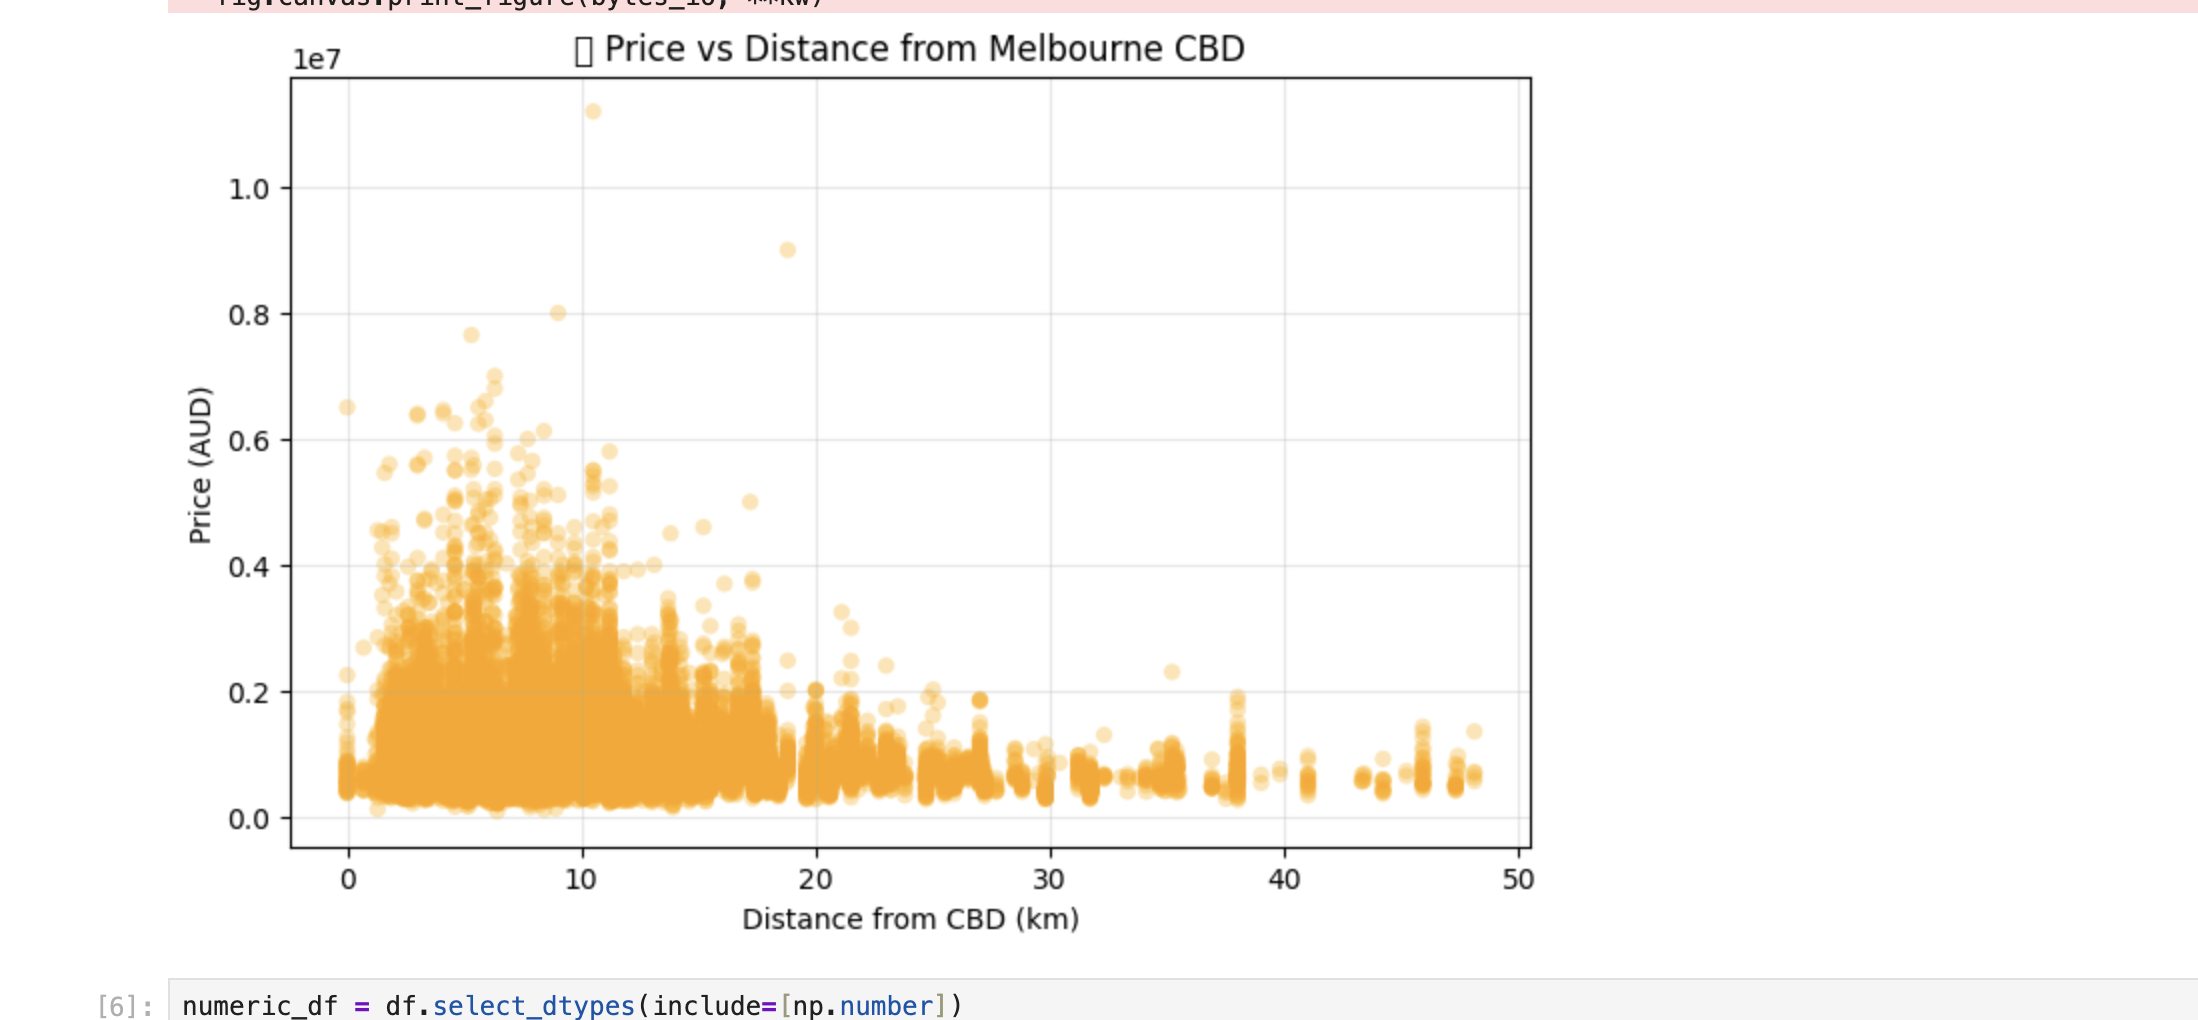 fig.canvas.print_figure(bytes_io, **kw)
Price vs Distance from Melbourne CBD
1e7
1.0
0.8
0.6
0.4
0.2
0.0
Price (AUD)
0 10 20 30 40 50
Distance from CBD (km)
[6]: numeric_df = df.select_dtypes(include=[np.number])